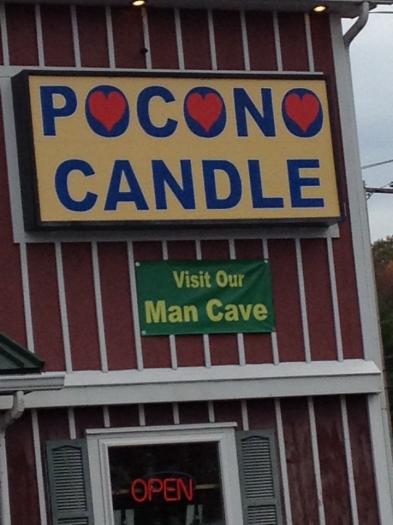 POCONO
CANDLE
Visit Our
Man Cave
OPEN